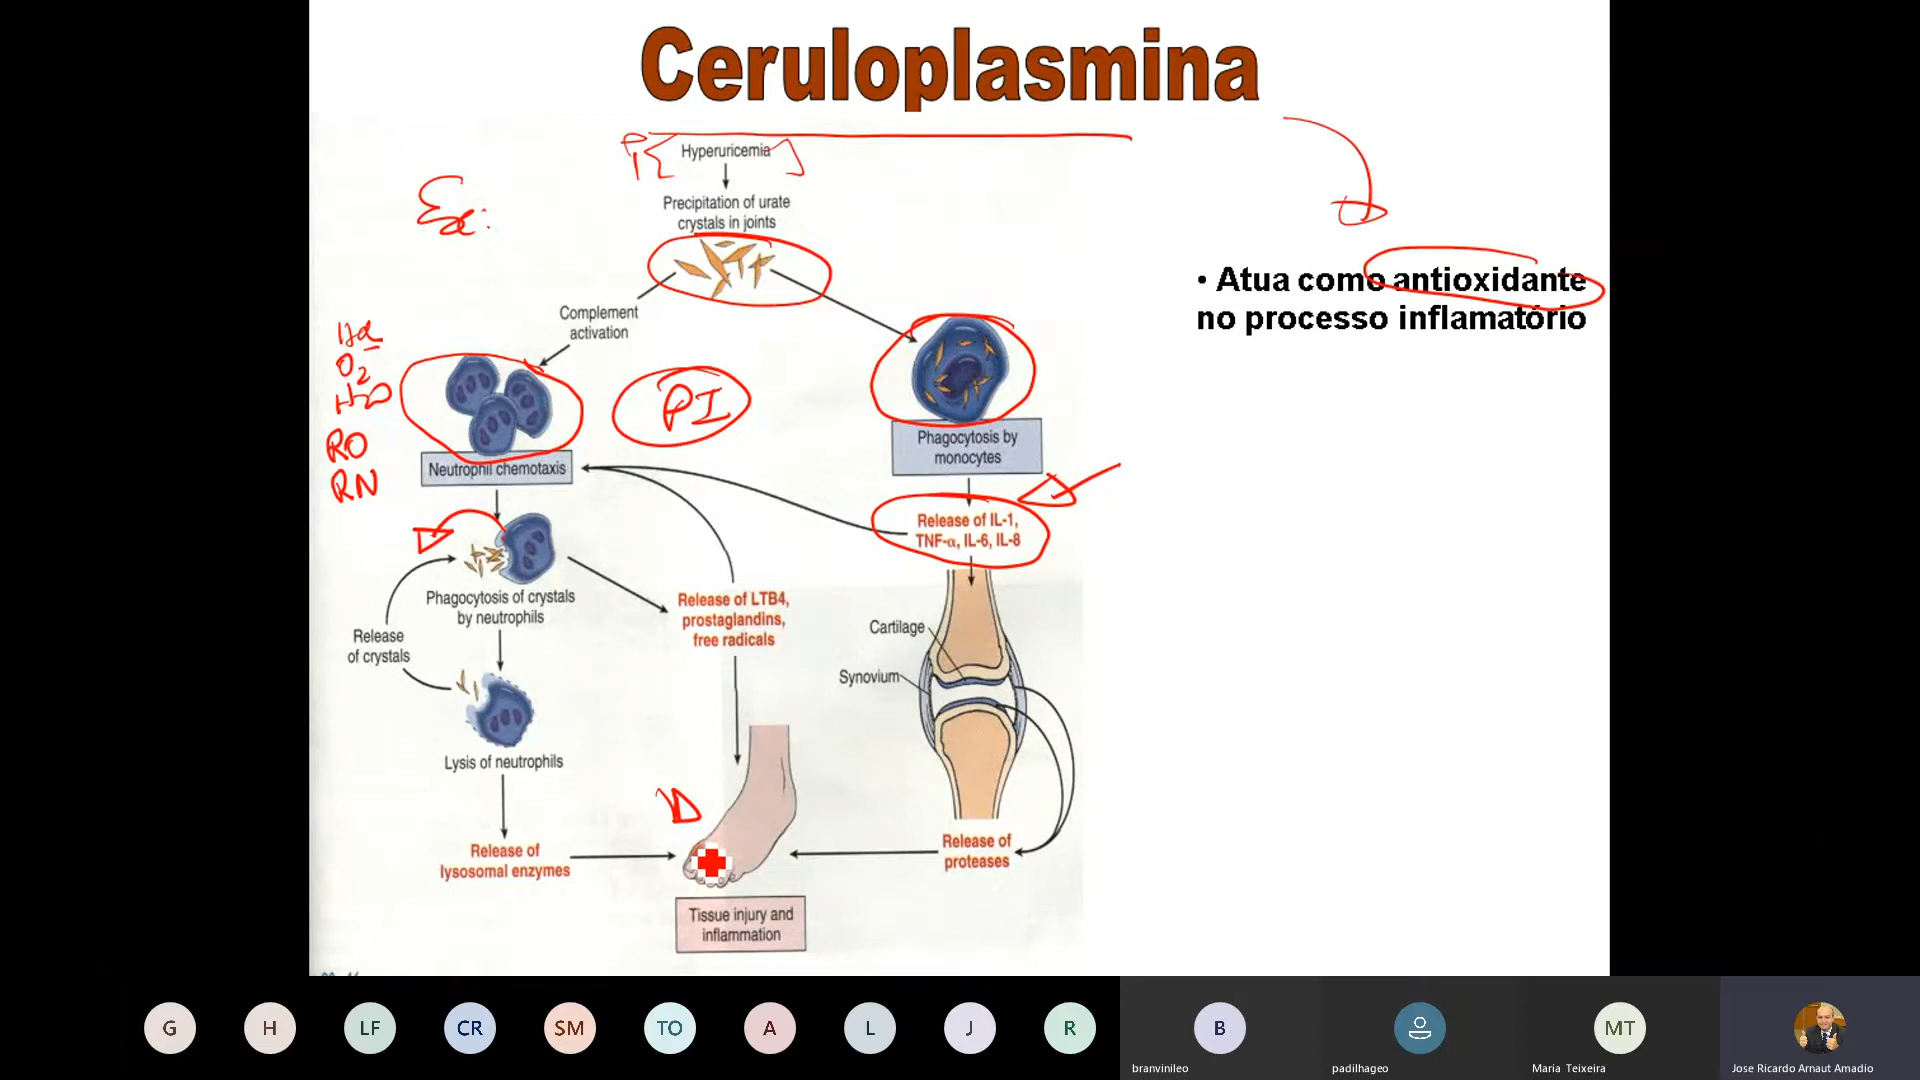 Ceruloplasmina
Hyperuricemia
Precipitation of urate
crystals in joints
Ex:
• Atua como antioxidante
no processo inflamatório
Complement
activation
O2
H2O
RO
RN
PI
Neutrophil chemotaxis
Phagocytosis by
monocytes
Release of IL-1,
TNF-α, IL-6, IL-8
Phagocytosis of crystals
by neutrophils
Release
of crystals
Release of LTB4,
prostaglandins,
free radicals
Cartilage
Synovium
Lysis of neutrophils
Release of
lysosomal enzymes
Release of
proteases
Tissue injury and
inflammation
G H LF CR SM TO A L J R B MT
branvinileo padilhageo Maria Teixeira Jose Ricardo Arnaut Amadio